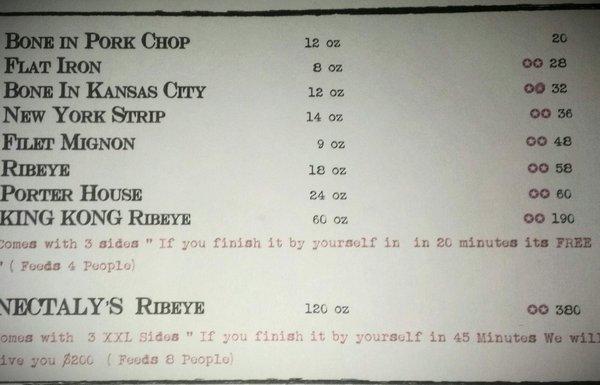 Bone in Pork Chop 12 oz 20
Flat Iron 8 oz ✪✪ 28
Bone In Kansas City 12 oz ✪✪ 32
New York Strip 14 oz ✪✪ 36
Filet Mignon 9 oz ✪✪ 48
Ribeye 18 oz ✪✪ 58
Porter House 24 oz ✪✪ 60
KING KONG Ribeye 60 oz ✪✪ 190
Comes with 3 sides " If you finish it by yourself in in 20 minutes its FREE
" ( Feeds 4 People)
NECTALY'S Ribeye 120 oz ✪✪ 380
omes with 3 XXL Sides " If you finish it by yourself in 45 Minutes We will
ive you $200 ( Feeds 8 People)